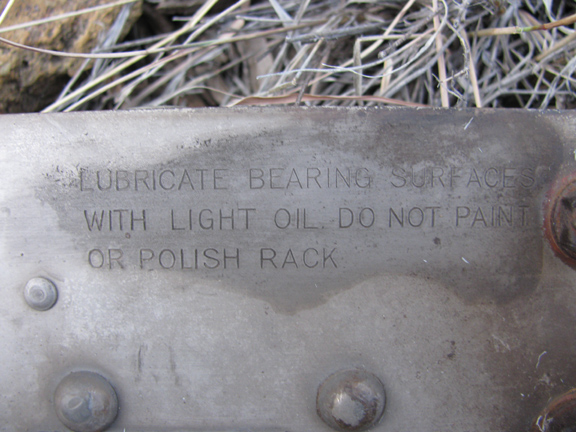 LUBRICATE BEARING SURFACES
WITH LIGHT OIL. DO NOT PAINT
OR POLISH RACK